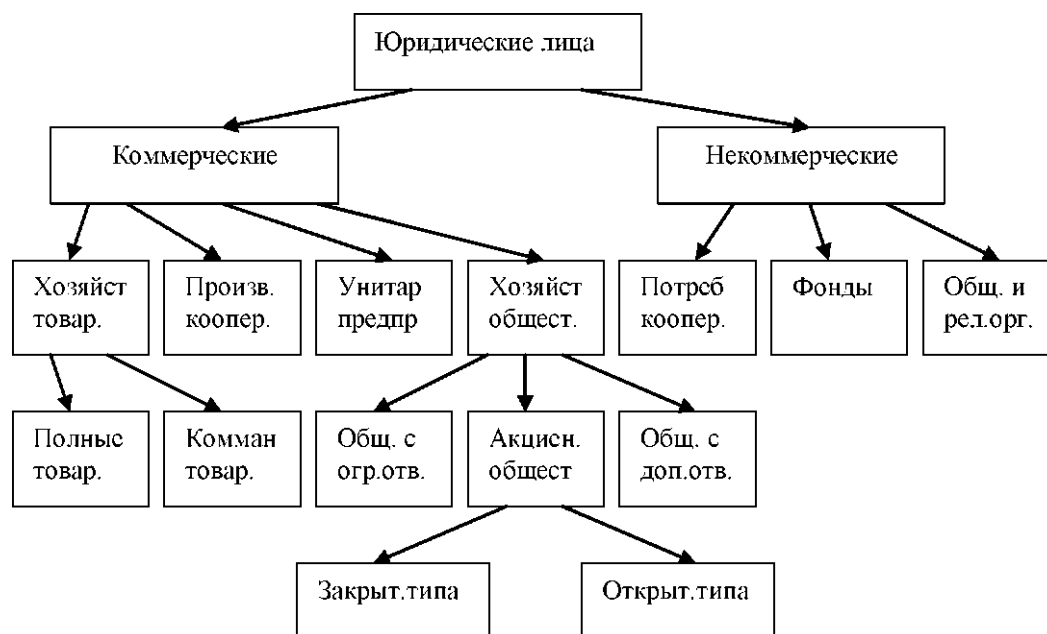 Юридические лица
Коммерческие
Некоммерческие
Хозяйст
товар.
Произв.
коопер.
Унитар
предпр
Хозяйст
общест.
Потреб
коопер.
Фонды
Общ. и
рел.орг.
Полные
товар.
Комман
товар.
Общ. с
огр.отв.
Акциен.
общест
Общ. с
доп.отв.
Закрыт.типа
Открыт.типа